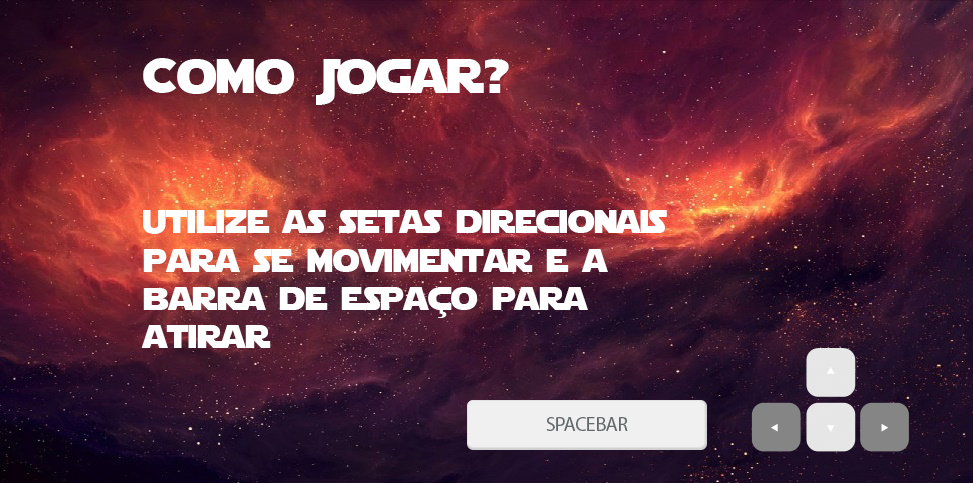 COMO JOGAR?
UTILIZE AS SETAS DIRECIONAIS
PARA SE MOVIMENTAR E A
BARRA DE ESPAÇO PARA
ATIRAR
SPACEBAR